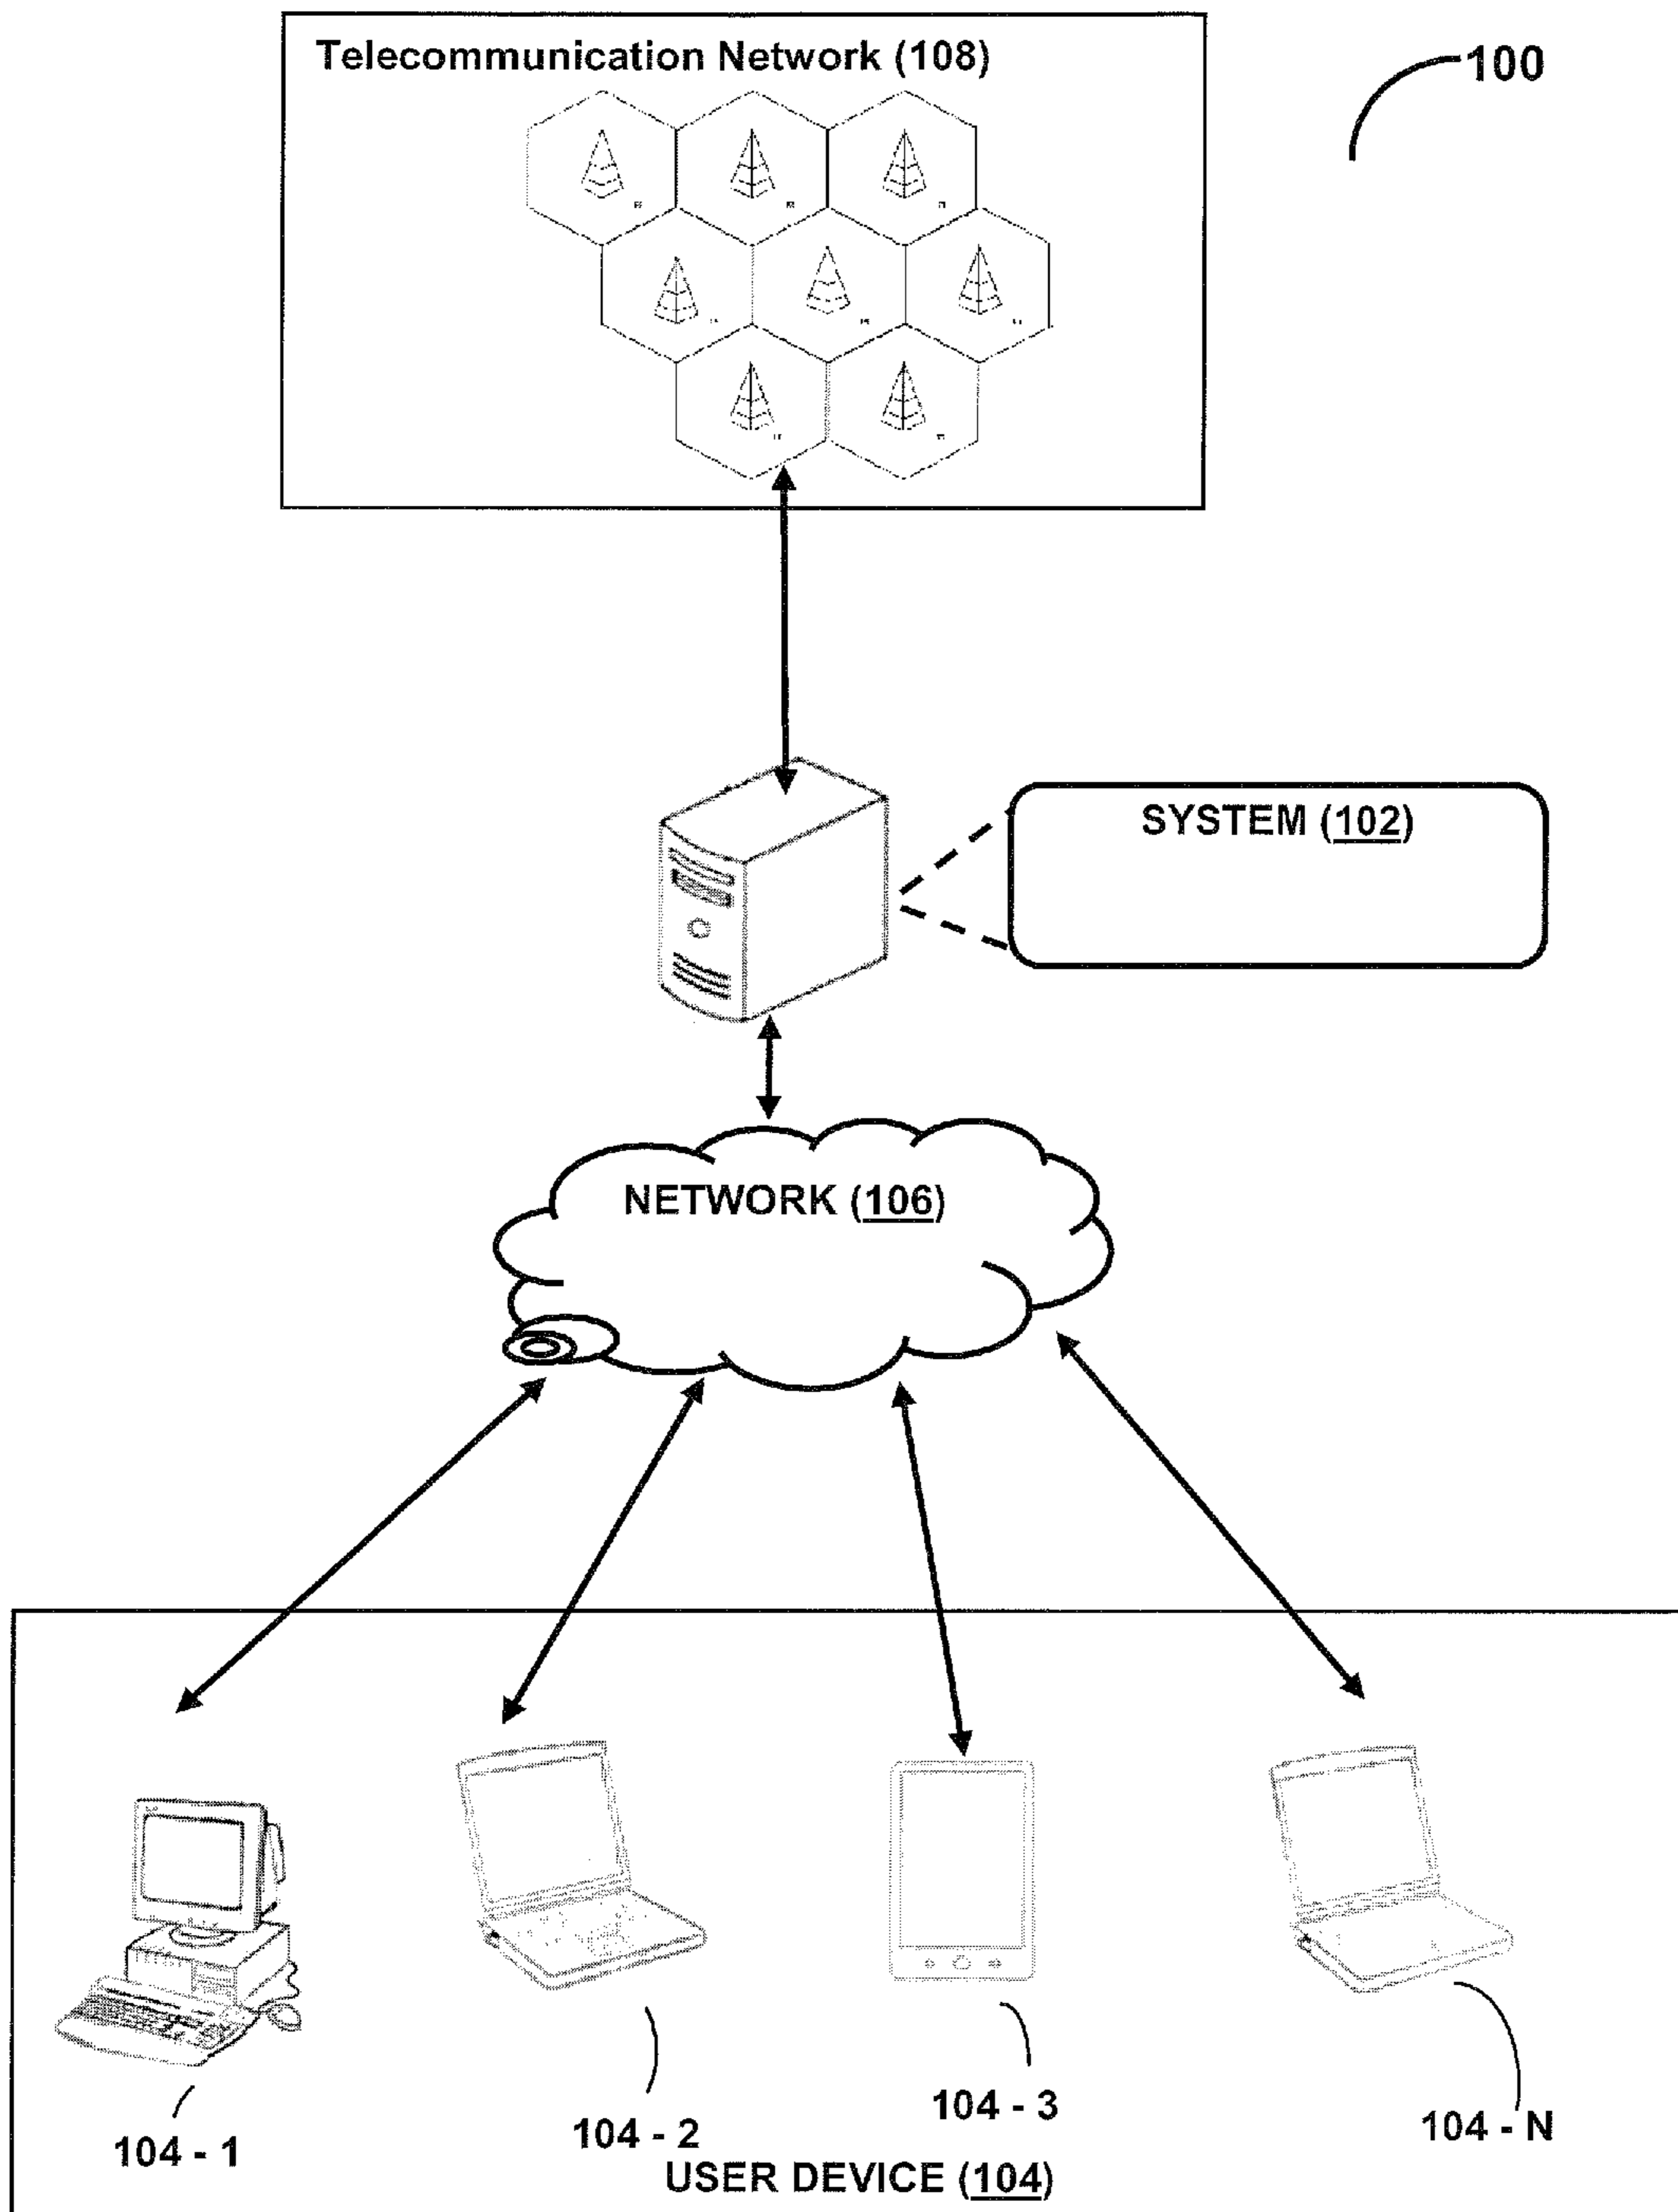 Telecommunication Network (108)
100
SYSTEM (102)
NETWORK (106)
104 - 1
104 - 2
104 - 3
104 - N
USER DEVICE (104)